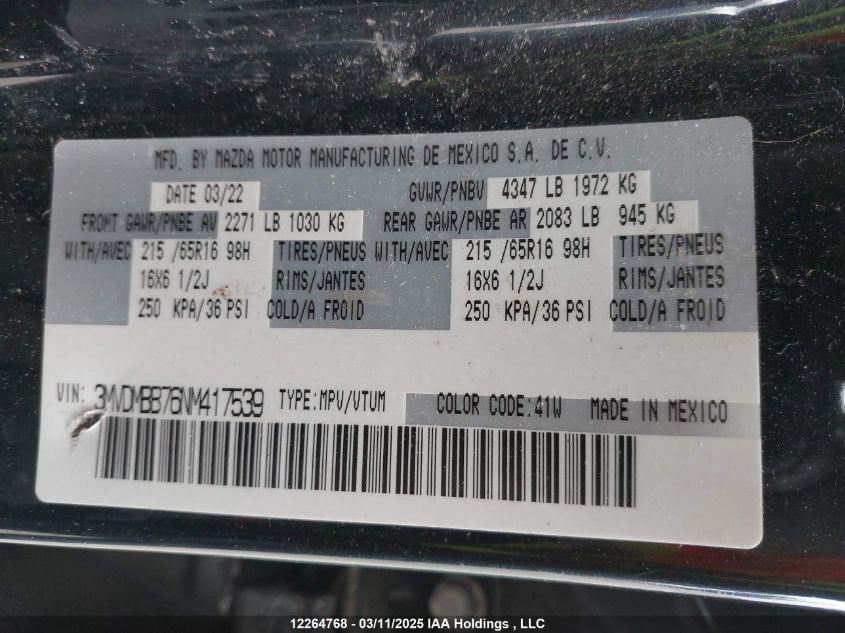 MFD. BY MAZDA MOTOR MANUFACTURING DE MEXICO S.A. DE C.V.
DATE 03/22 GVWR/PNBV 4347 LB 1972 KG
FRONT GAWR/PNBE AV 2271 LB 1030 KG REAR GAWR/PNBE AR 2083 LB 945 KG
WITH/AVEC 215 /65R16 98H TIRES/PNEUS WITH/AVEC 215 /65R16 98H TIRES/PNEUS
16X6 1/2J RIMS/JANTES 16X6 1/2J RIMS/JANTES
250 KPA/36 PSI COLD/A FROID 250 KPA/36 PSI COLD/A FROID
VIN: 3MVDMBB76NM417539 TYPE:MPV/VTUM COLOR CODE:41W MADE IN MEXICO
12264768 - 03/11/2025 IAA Holdings , LLC